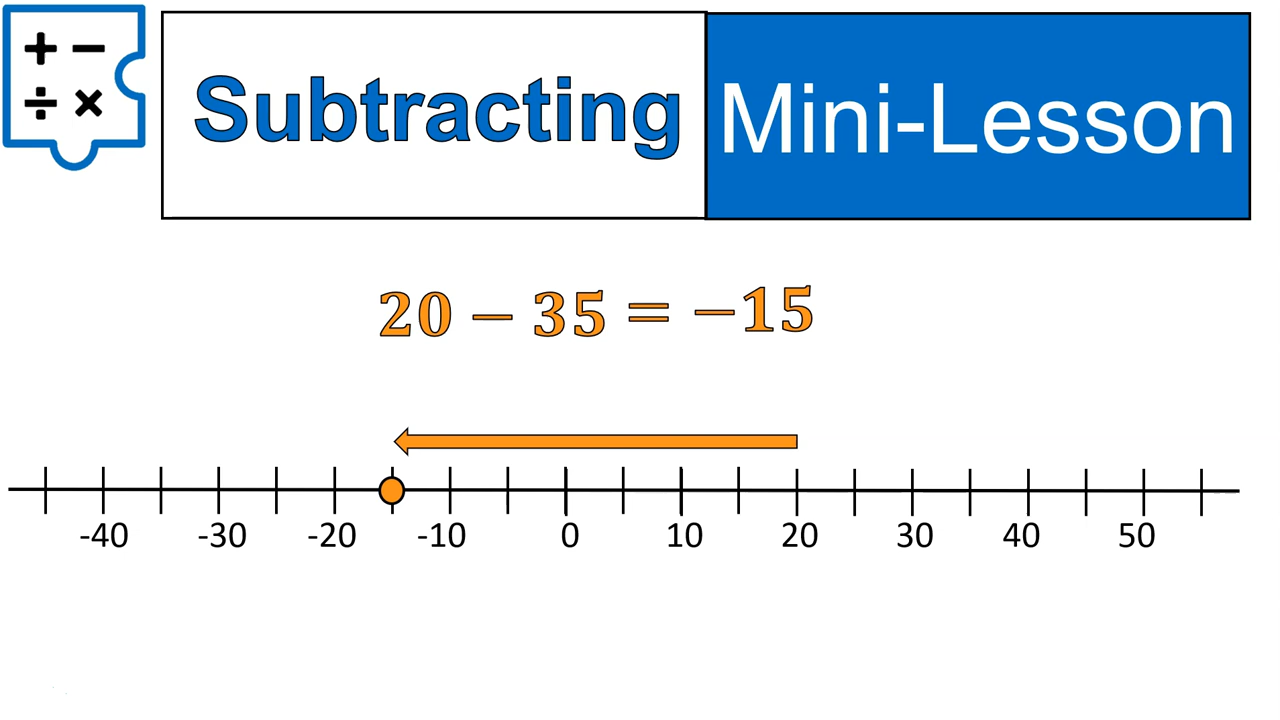 + −
÷ ×
Subtracting Mini-Lesson
20 − 35 = −15
-40 -30 -20 -10 0 10 20 30 40 50